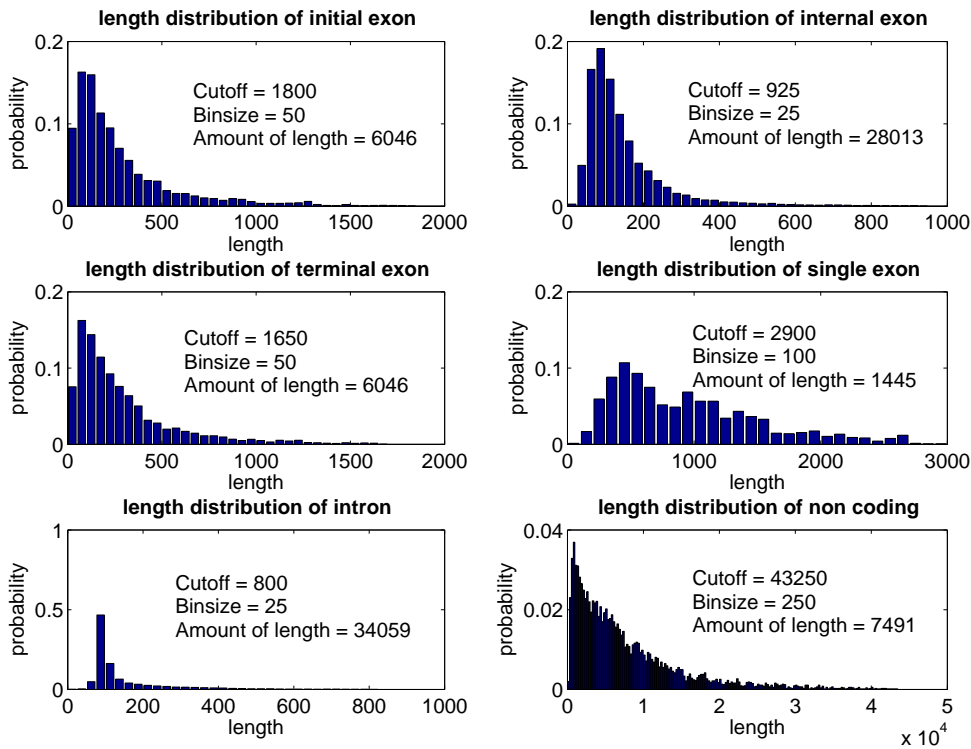 length distribution of initial exon
0.2
0.1
0
probability
Cutoff = 1800
Binsize = 50
Amount of length = 6046
0 500 1000 1500 2000
length
length distribution of internal exon
0.2
0.1
0
probability
Cutoff = 925
Binsize = 25
Amount of length = 28013
0 200 400 600 800 1000
length
length distribution of terminal exon
0.2
0.1
0
probability
Cutoff = 1650
Binsize = 50
Amount of length = 6046
0 500 1000 1500 2000
length
length distribution of single exon
0.2
0.1
0
probability
Cutoff = 2900
Binsize = 100
Amount of length = 1445
0 1000 2000 3000
length
length distribution of intron
1
0.5
0
probability
Cutoff = 800
Binsize = 25
Amount of length = 34059
0 200 400 600 800 1000
length
length distribution of non coding
0.04
0.02
0
probability
Cutoff = 43250
Binsize = 250
Amount of length = 7491
0 1 2 3 4 5
length
x 10⁴